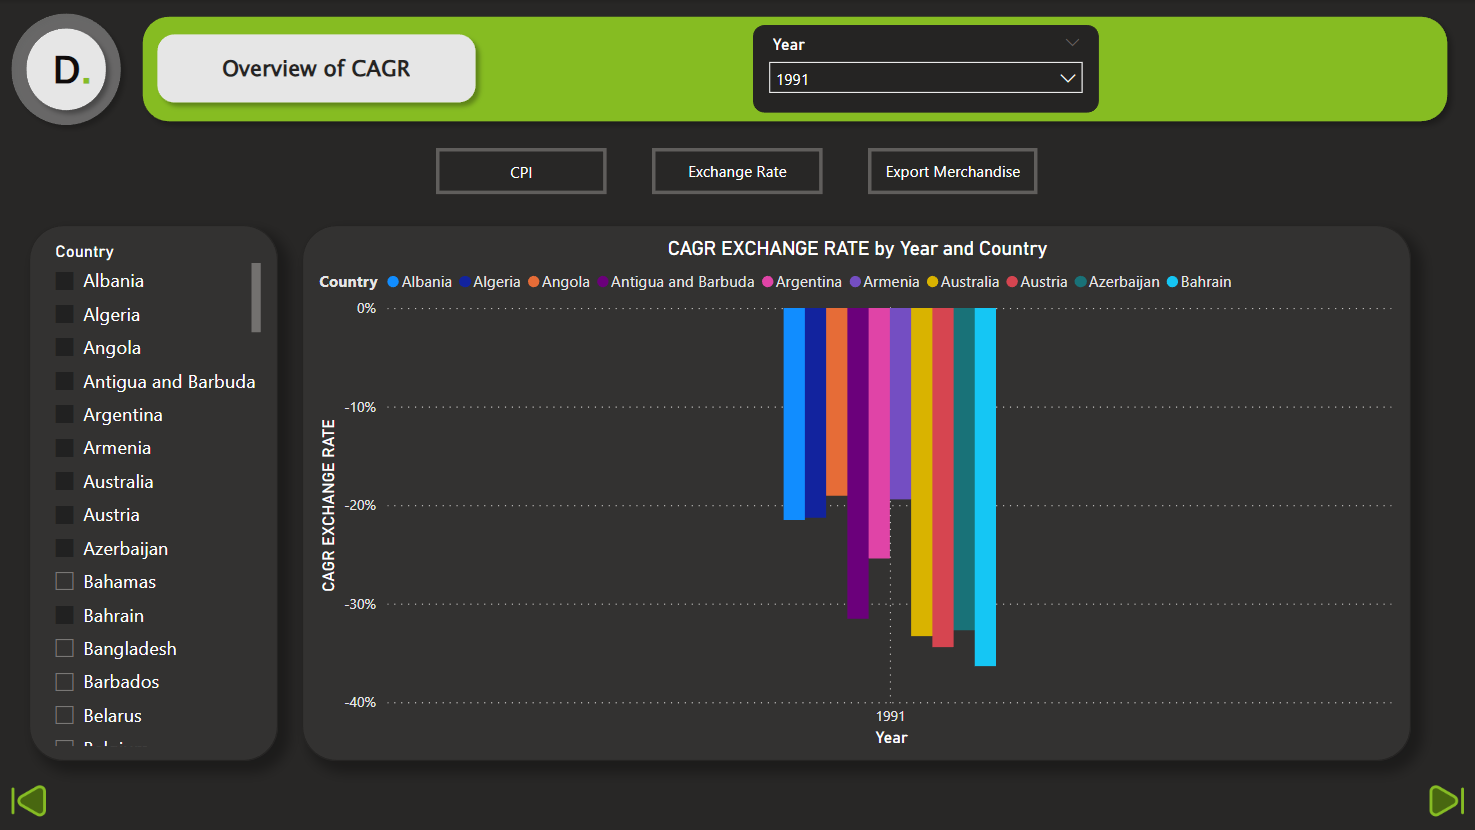 D.
Overview of CAGR
Year
1991
CPI
Exchange Rate
Export Merchandise
Country
Albania
Algeria
Angola
Antigua and Barbuda
Argentina
Armenia
Australia
Austria
Azerbaijan
Bahamas
Bahrain
Bangladesh
Barbados
Belarus
CAGR EXCHANGE RATE by Year and Country
Country Albania Algeria Angola Antigua and Barbuda Argentina Armenia Australia Austria Azerbaijan Bahrain
0%
-10%
-20%
-30%
-40%
CAGR EXCHANGE RATE
1991
Year